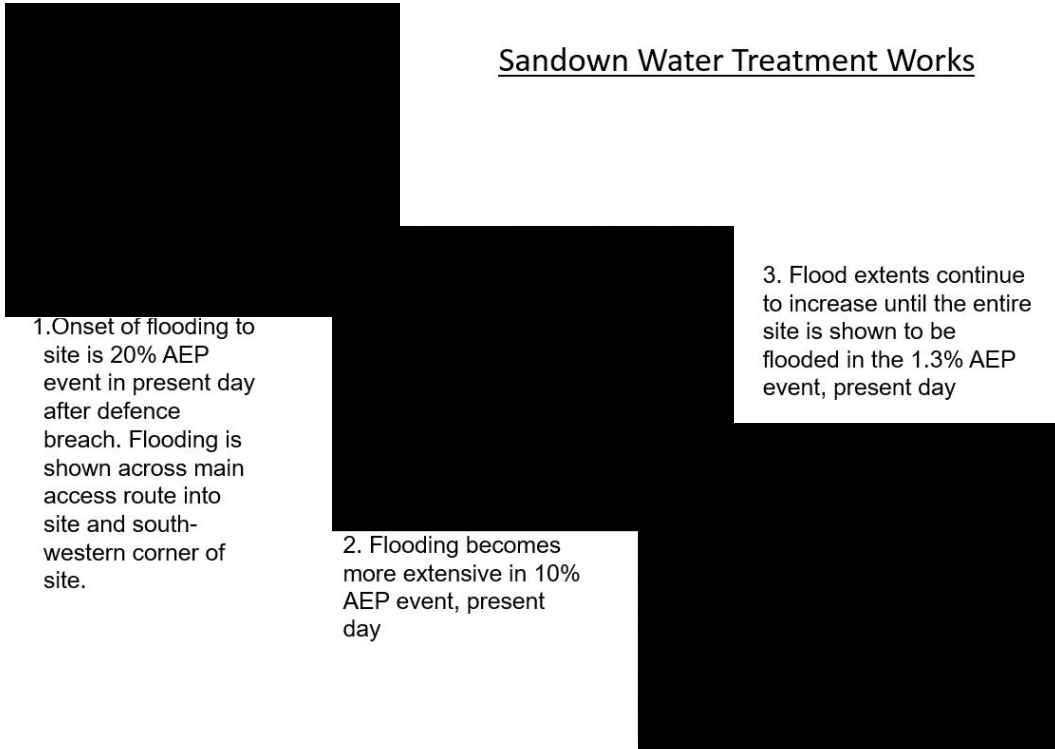 Sandown Water Treatment Works
1.Onset of flooding to
site is 20% AEP
event in present day
after defence
breach. Flooding is
shown across main
access route into
site and south-
western corner of
site.
2. Flooding becomes
more extensive in 10%
AEP event, present
day
3. Flood extents continue
to increase until the entire
site is shown to be
flooded in the 1.3% AEP
event, present day